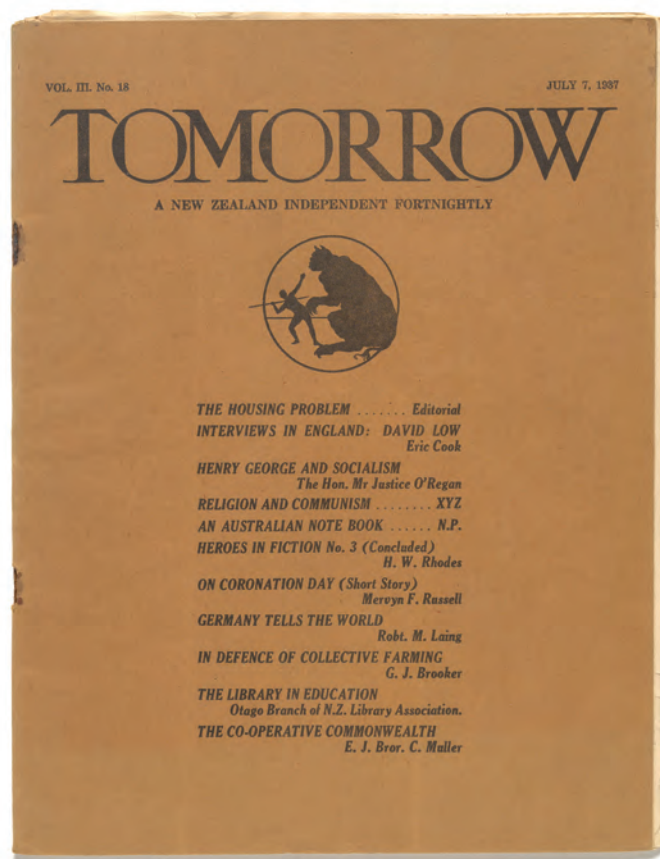 VOL. III. No. 18 JULY 7, 1937
TOMORROW
A NEW ZEALAND INDEPENDENT FORTNIGHTLY
THE HOUSING PROBLEM ....... Editorial
INTERVIEWS IN ENGLAND: DAVID LOW
Eric Cook
HENRY GEORGE AND SOCIALISM
The Hon. Mr Justice O'Regan
RELIGION AND COMMUNISM ........ XYZ
AN AUSTRALIAN NOTE BOOK ...... N.P.
HEROES IN FICTION No. 3 (Concluded)
H. W. Rhodes
ON CORONATION DAY (Short Story)
Mervyn F. Russell
GERMANY TELLS THE WORLD
Robt. M. Laing
IN DEFENCE OF COLLECTIVE FARMING
G. J. Brooker
THE LIBRARY IN EDUCATION
Otago Branch of N.Z. Library Association.
THE CO-OPERATIVE COMMONWEALTH
E. J. Bror. C. Maller